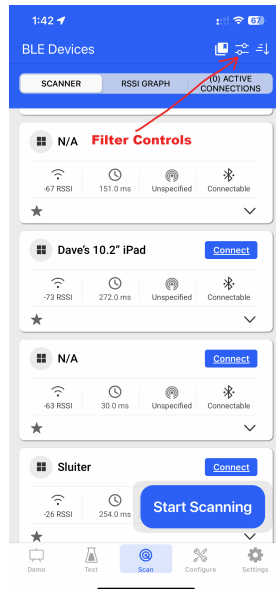 1:42
67
BLE Devices
SCANNER
RSSI GRAPH
(0) ACTIVE
CONNECTIONS
N/A
Filter Controls
-67 RSSI
151.0 ms
Unspecified
Connectable
Dave's 10.2" iPad
Connect
-73 RSSI
272.0 ms
Unspecified
Connectable
N/A
Connect
-63 RSSI
30.0 ms
Unspecified
Connectable
Sluiter
Connect
-26 RSSI
254.0 ms
Start Scanning
Demo
Test
Scan
Configure
Settings